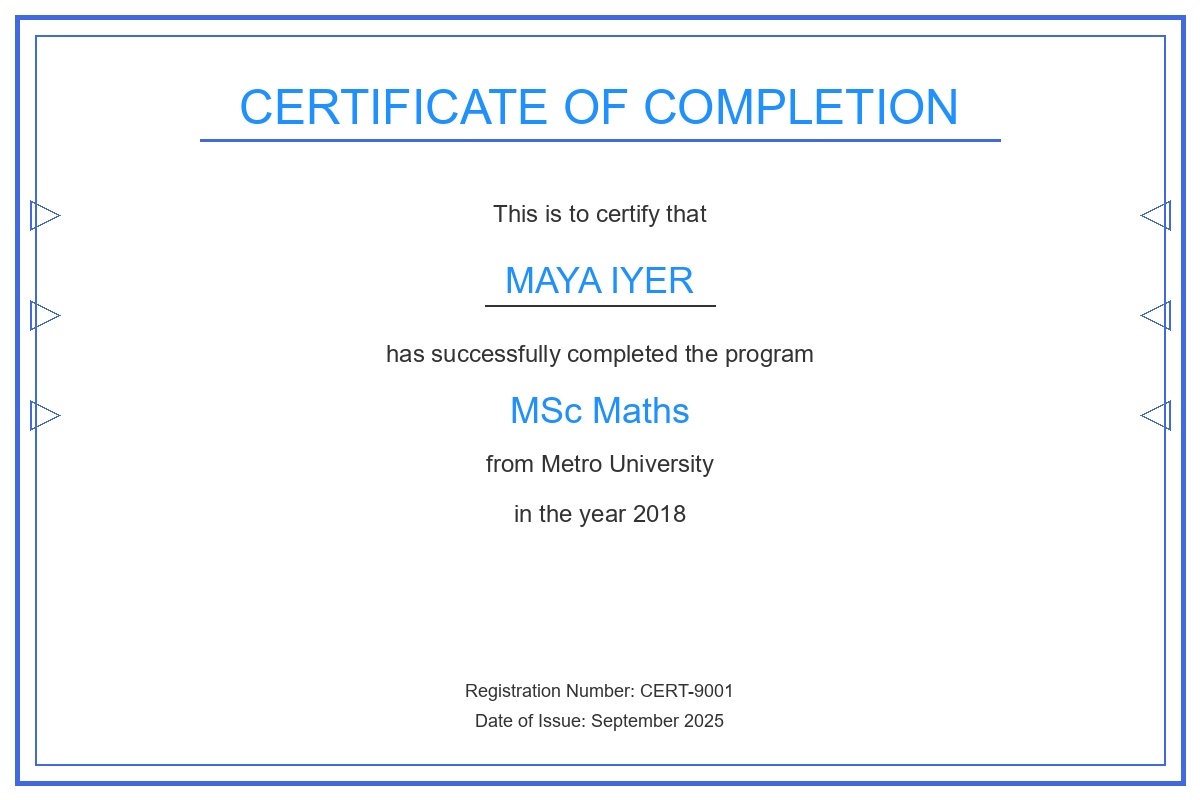 CERTIFICATE OF COMPLETION
This is to certify that
MAYA IYER
has successfully completed the program
MSc Maths
from Metro University
in the year 2018
Registration Number: CERT-9001
Date of Issue: September 2025